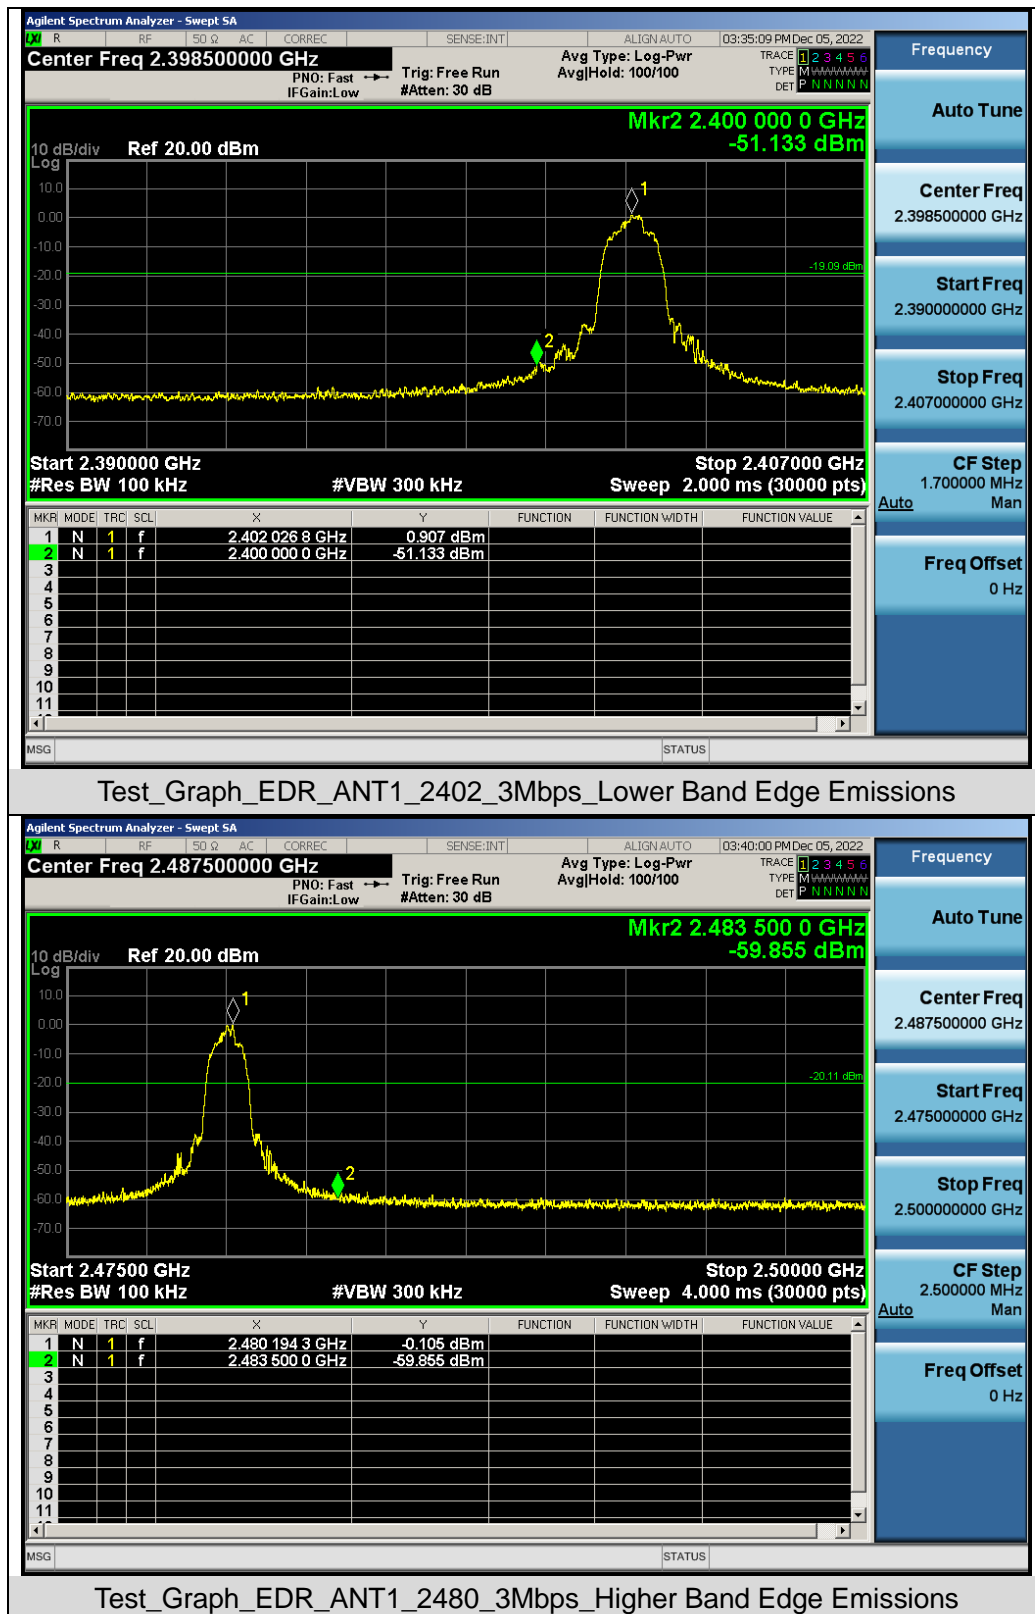 Agilent Spectrum Analyzer - Swept SA
LXI R RF 50 Ω AC CORREC SENSE:INT ALIGN AUTO 03:35:09 PM Dec 05, 2022
Center Freq 2.398500000 GHz
PNO: Fast
IFGain:Low
Trig: Free Run
#Atten: 30 dB
Avg Type: Log-Pwr
Avg|Hold: 100/100
TRACE 1 2 3 4 5 6
TYPE M
DET P N N N N N
Mkr2 2.400 000 0 GHz
-51.133 dBm
10 dB/div
Log
Ref 20.00 dBm
10.0
0.00
-10.0
-20.0
-30.0
-40.0
-50.0
-60.0
-70.0
1
2
-19.09 dBm
Start 2.390000 GHz Stop 2.407000 GHz
#Res BW 100 kHz #VBW 300 kHz Sweep 2.000 ms (30000 pts)
MKR MODE TRC SCL X Y FUNCTION FUNCTION WIDTH FUNCTION VALUE
1 N 1 f 2.402 026 8 GHz 0.907 dBm
2 N 1 f 2.400 000 0 GHz -51.133 dBm
3
4
5
6
7
8
9
10
11
MSG STATUS
Frequency
Auto Tune
Center Freq
2.398500000 GHz
Start Freq
2.390000000 GHz
Stop Freq
2.407000000 GHz
CF Step
1.700000 MHz
Auto Man
Freq Offset
0 Hz
Test_Graph_EDR_ANT1_2402_3Mbps_Lower Band Edge Emissions
Agilent Spectrum Analyzer - Swept SA
LXI R RF 50 Ω AC CORREC SENSE:INT ALIGN AUTO 03:40:00 PM Dec 05, 2022
Center Freq 2.487500000 GHz
PNO: Fast
IFGain:Low
Trig: Free Run
#Atten: 30 dB
Avg Type: Log-Pwr
Avg|Hold: 100/100
TRACE 1 2 3 4 5 6
TYPE M
DET P N N N N N
Mkr2 2.483 500 0 GHz
-59.855 dBm
10 dB/div
Log
Ref 20.00 dBm
10.0
0.00
-10.0
-20.0
-30.0
-40.0
-50.0
-60.0
-70.0
1
2
-20.11 dBm
Start 2.47500 GHz Stop 2.50000 GHz
#Res BW 100 kHz #VBW 300 kHz Sweep 4.000 ms (30000 pts)
MKR MODE TRC SCL X Y FUNCTION FUNCTION WIDTH FUNCTION VALUE
1 N 1 f 2.480 194 3 GHz -0.105 dBm
2 N 1 f 2.483 500 0 GHz -59.855 dBm
3
4
5
6
7
8
9
10
11
MSG STATUS
Frequency
Auto Tune
Center Freq
2.487500000 GHz
Start Freq
2.475000000 GHz
Stop Freq
2.500000000 GHz
CF Step
2.500000 MHz
Auto Man
Freq Offset
0 Hz
Test_Graph_EDR_ANT1_2480_3Mbps_Higher Band Edge Emissions